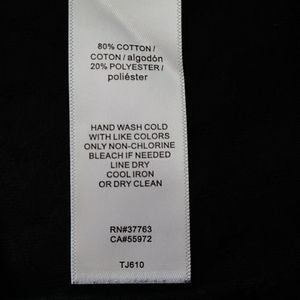 80% COTTON/
COTON/algodón
20% POLYESTER/
poliéster
HAND WASH COLD
WITH LIKE COLORS
ONLY NON-CHLORINE
BLEACH IF NEEDED
LINE DRY
COOL IRON
OR DRY CLEAN
RN#37763
CA#55972
TJ610